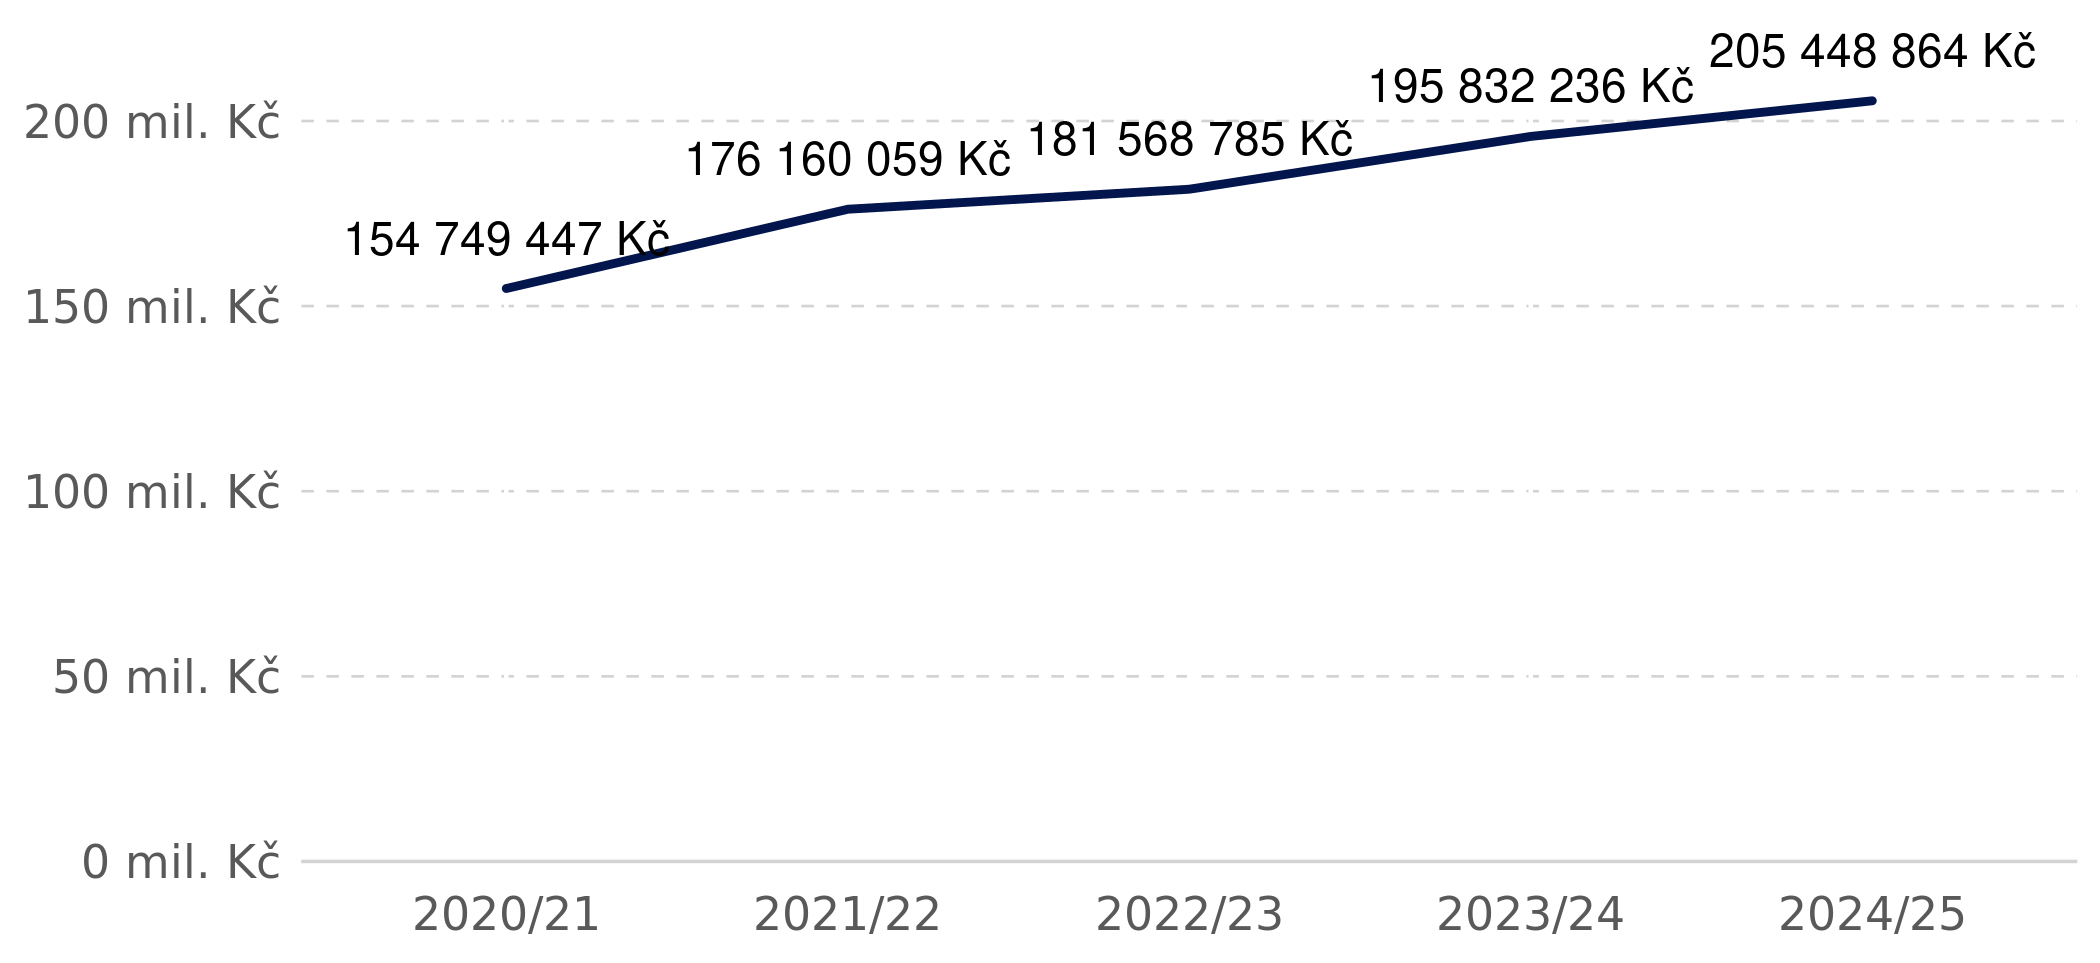 205 448 864 Kč
195 832 236 Kč
200 mil. Kč
181 568 785 Kč
176 160 059 Kč
154 749 447 Kč
150 mil. Kč
100 mil. Kč
50 mil. Kč
0 mil. Kč
2020/21 2021/22 2022/23 2023/24 2024/25